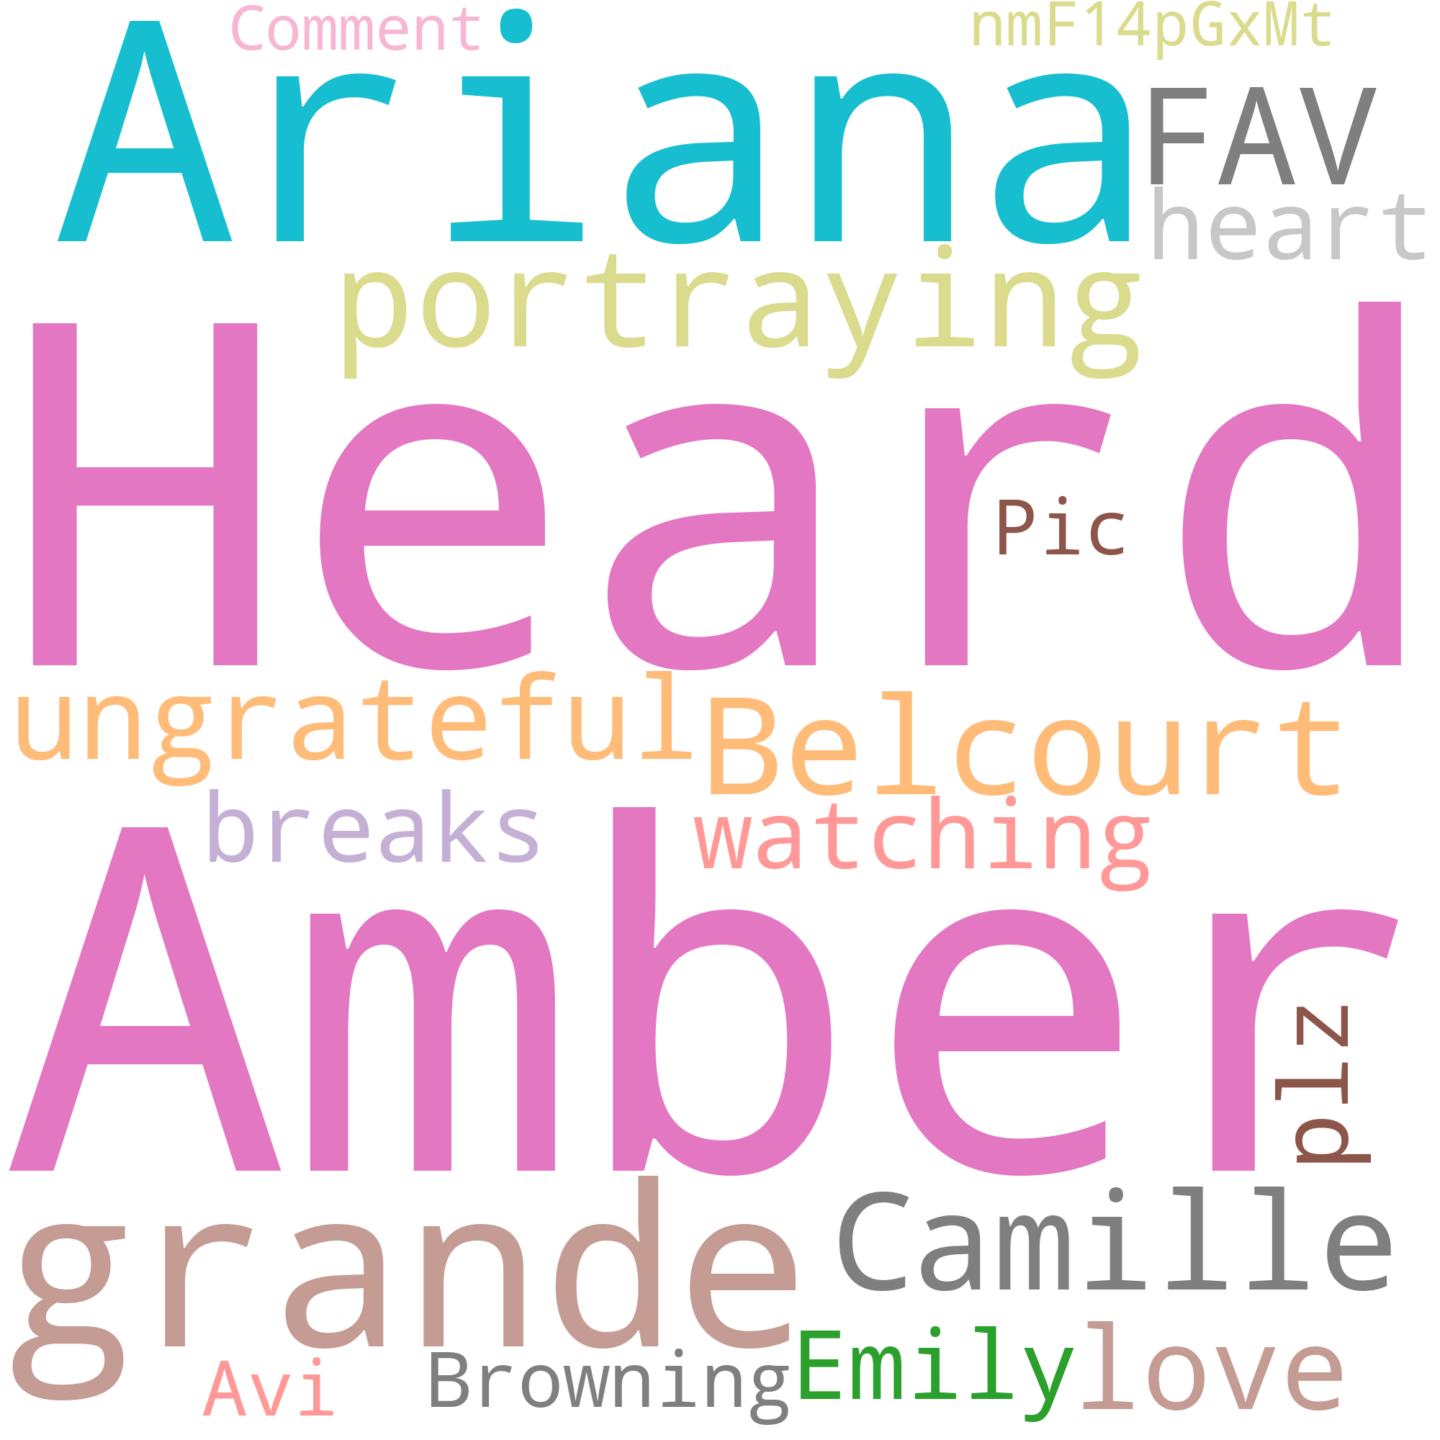 Comment nmF14pGxMt
Ariana FAV
heart
portraying
Heard
Pic
ungrateful Belcourt
breaks watching
Amber
plz
grande Camille
Avi Browning Emily love